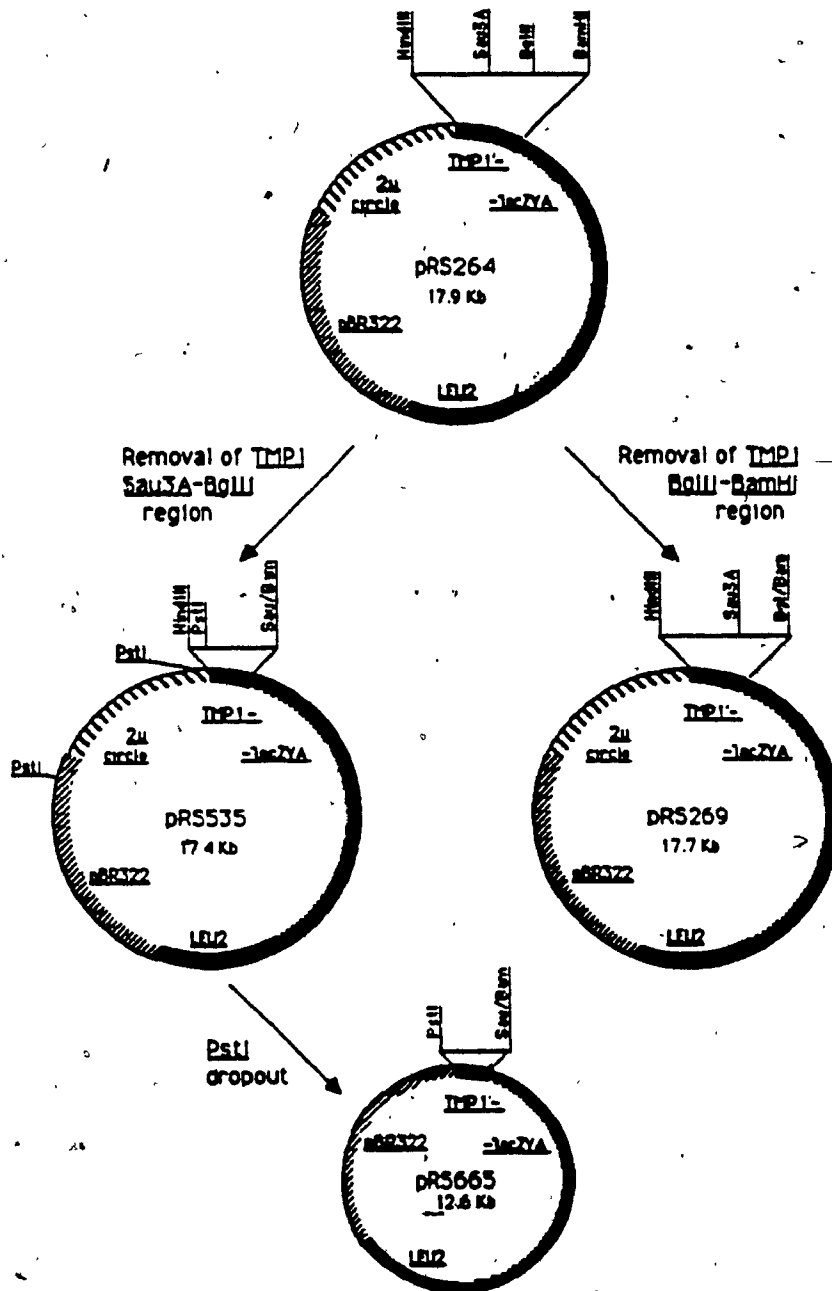 HindIII
Sau3A
BglII
BamHI
TMP1'-
2u
circle
-lacZYA
pRS264
17.9 Kb
pBR322
LEU2
Removal of TMP1
Sau3A-BglII
region
Removal of TMP1
BglII-BamHI
region
HindIII
PstI
Sau/Bam
PstI
TMP1-
2u
circle
-lacZYA
PstI
pRS535
17.4 Kb
pBR322
LEU2
HindIII
Sau3A
Bgl/Bam
TMP1'-
2u
circle
-lacZYA
pRS269
17.7 Kb
pBR322
LEU2
PstI
dropout
PstI
Sau/Bam
TMP1'-
pBR322
-lacZYA
pRS665
12.6 Kb
LEU2